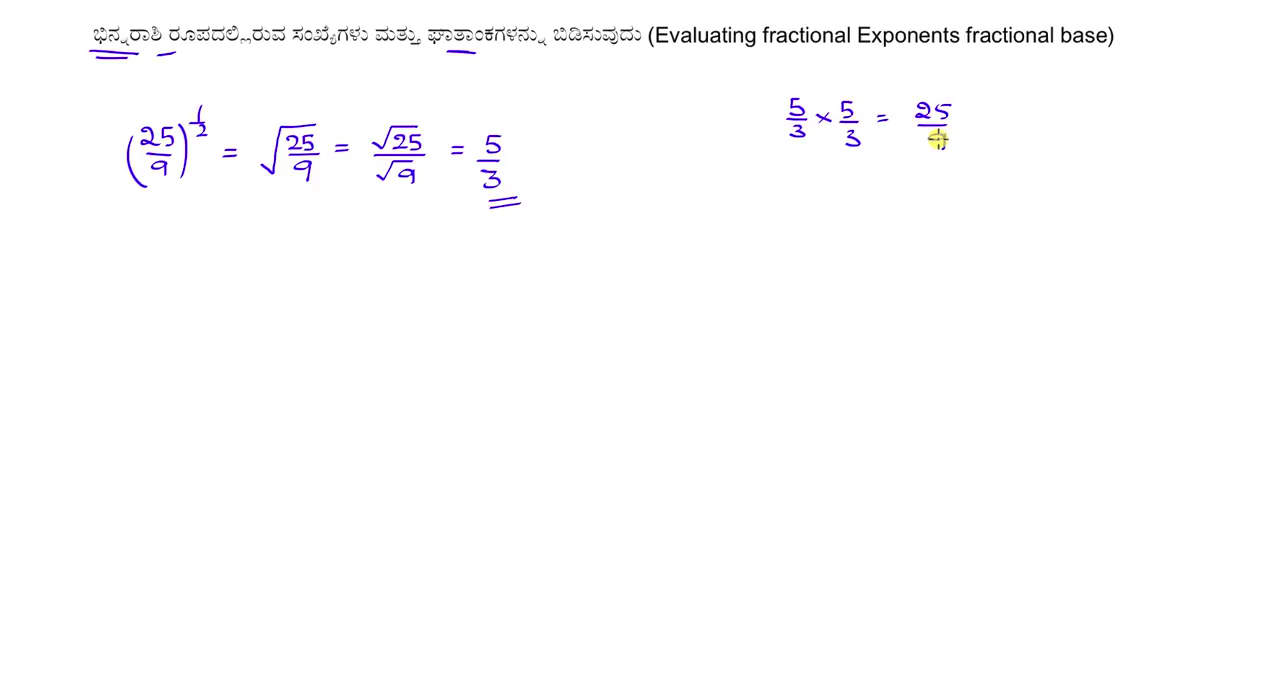 ಭಿನ್ನರಾಶಿ ರೂಪದಲ್ಲಿರುವ ಸಂಖ್ಯೆಗಳು ಮತ್ತು ಘಾತಾಂಕಗಳನ್ನು ಬಿಡಿಸುವುದು (Evaluating fractional Exponents fractional base)
(25/9)^(1/2) = √(25/9) = √25/√9 = 5/3
5/3 × 5/3 = 25/